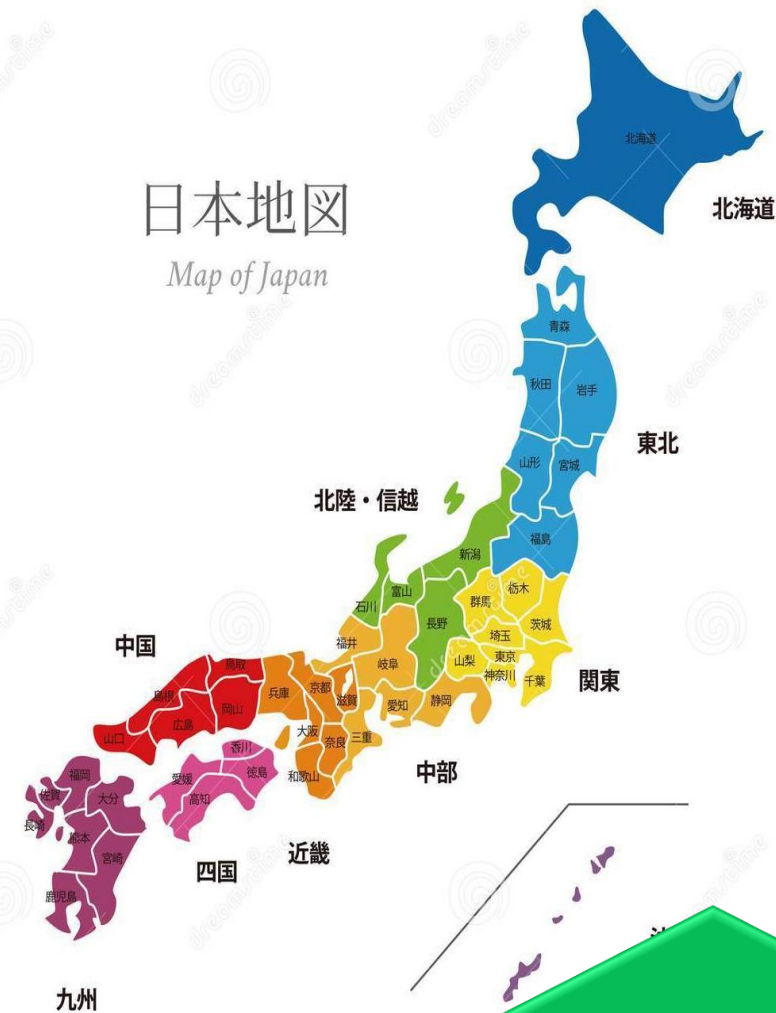 日本地図
Map of Japan
北海道
北海道
青森
秋田
岩手
東北
山形
宮城
北陸・信越
福島
新潟
富山
石川
栃木
群馬
茨城
長野
埼玉
福井
東京
山梨
岐阜
神奈川
千葉
関東
中国
鳥取
島根
岡山
広島
山口
兵庫
京都
滋賀
愛知
静岡
大阪
奈良
三重
和歌山
中部
香川
徳島
愛媛
高知
四国
近畿
福岡
佐賀
大分
長崎
熊本
宮崎
鹿児島
九州
dreamstime